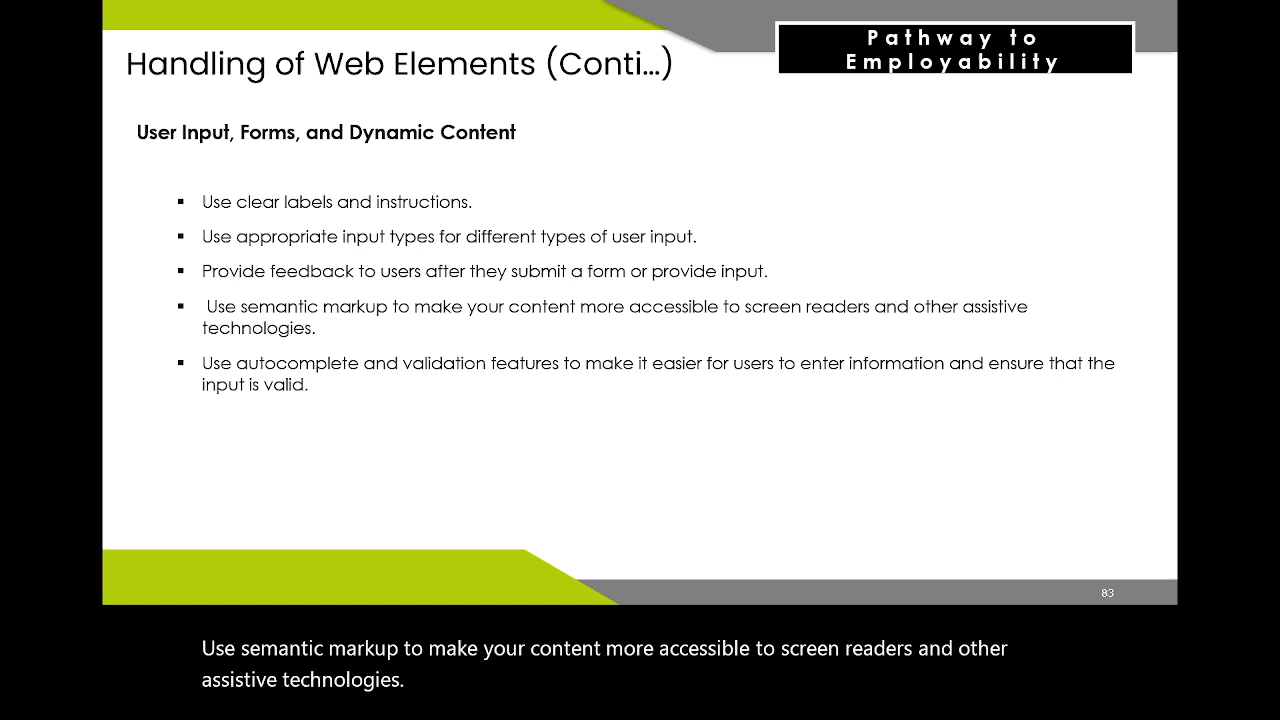 Pathway to
Employability
Handling of Web Elements (Conti…)
User Input, Forms, and Dynamic Content
▪ Use clear labels and instructions.
▪ Use appropriate input types for different types of user input.
▪ Provide feedback to users after they submit a form or provide input.
▪ Use semantic markup to make your content more accessible to screen readers and other assistive
technologies.
▪ Use autocomplete and validation features to make it easier for users to enter information and ensure that the
input is valid.
83
Use semantic markup to make your content more accessible to screen readers and other
assistive technologies.